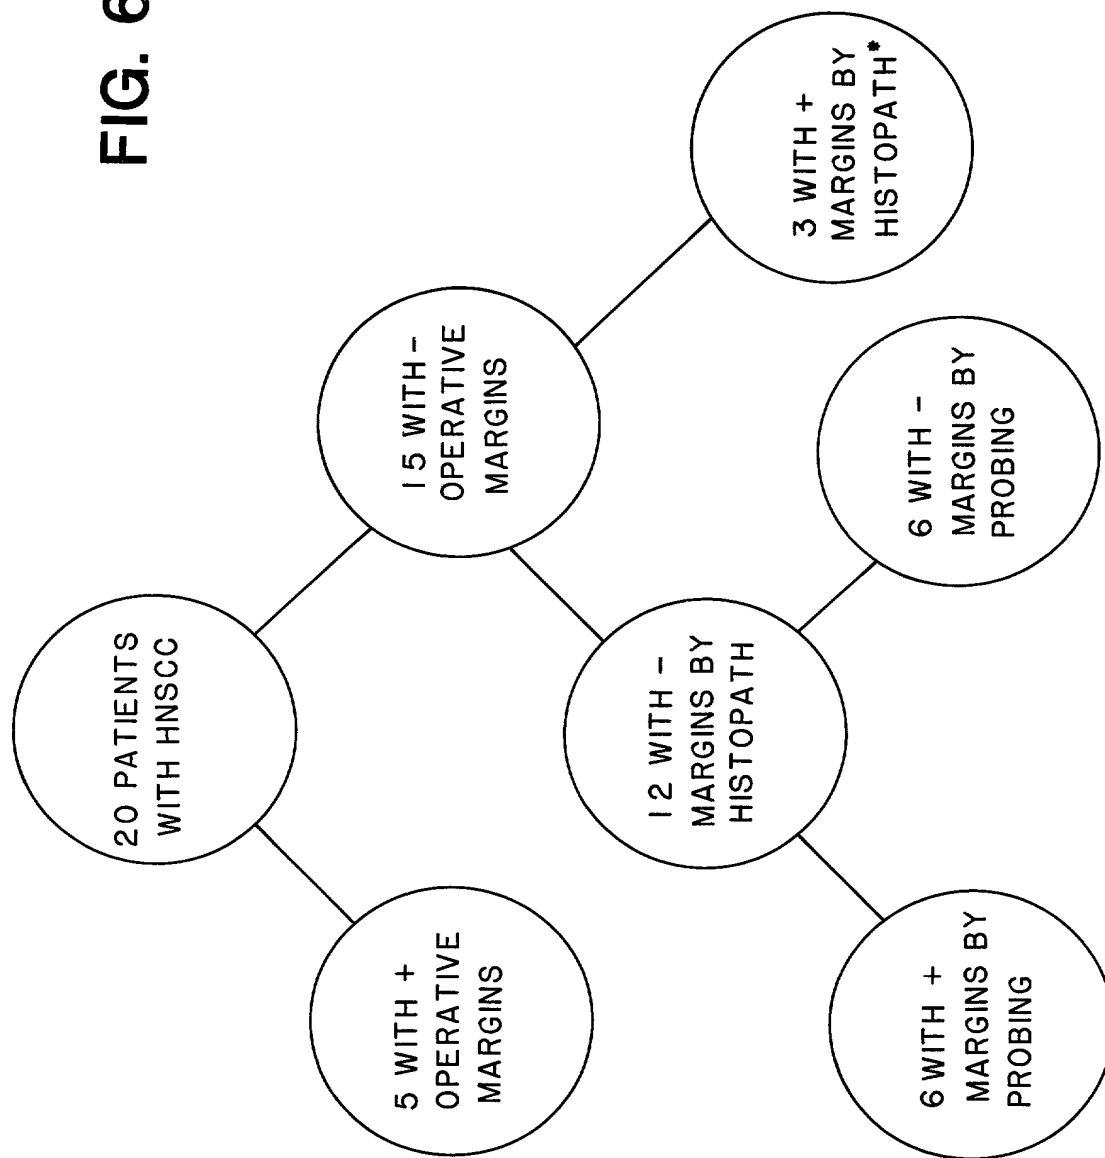 FIG. 6
20 PATIENTS
WITH HNSCC
5 WITH +
OPERATIVE
MARGINS
15 WITH -
OPERATIVE
MARGINS
12 WITH -
MARGINS BY
HISTOPATH
3 WITH +
MARGINS BY
HISTOPATH*
6 WITH +
MARGINS BY
PROBING
6 WITH -
MARGINS BY
PROBING